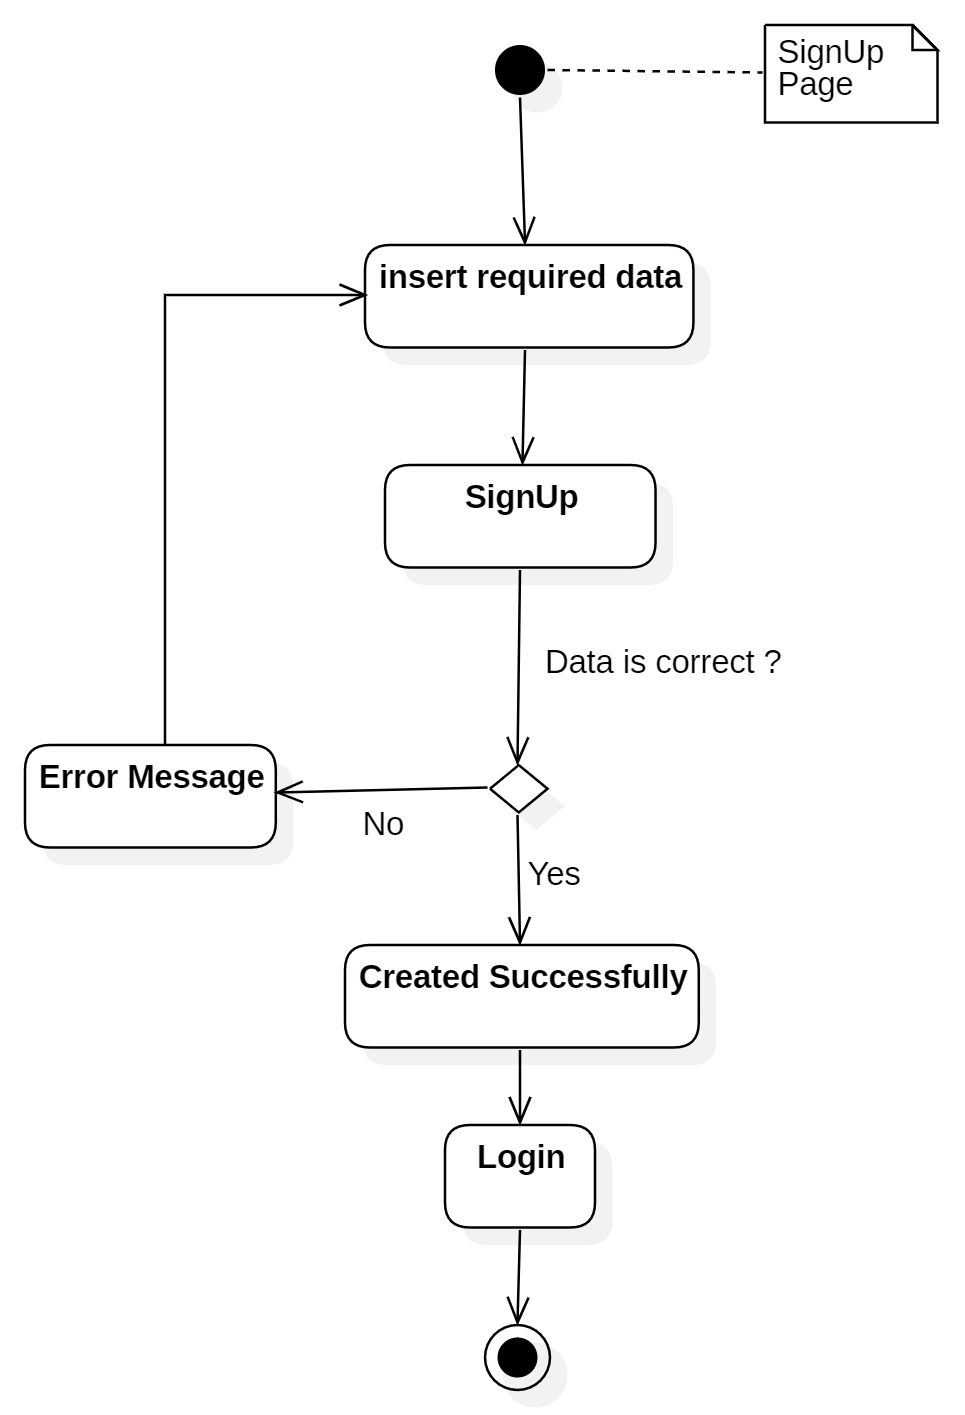 SignUp
Page
insert required data
SignUp
Data is correct ?
Error Message
No
Yes
Created Successfully
Login